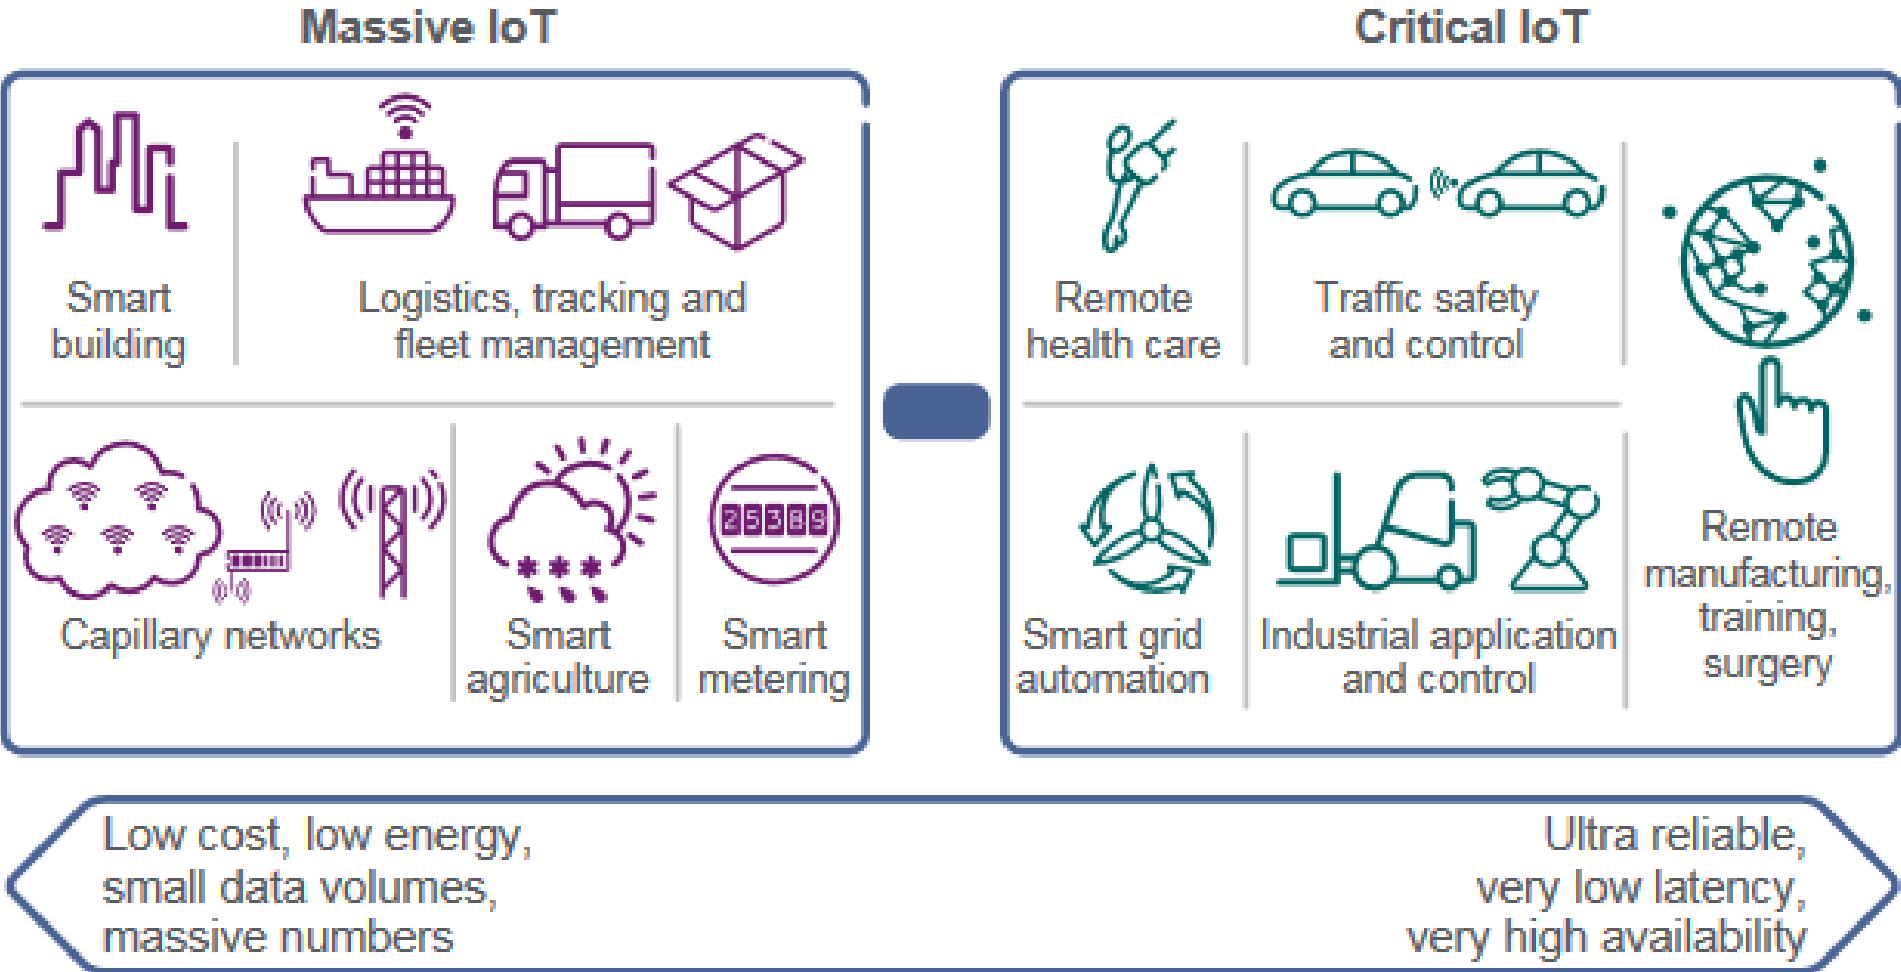 Massive IoT
Critical IoT
Smart
building
Logistics, tracking and
fleet management
Capillary networks
Smart
agriculture
25389
Smart
metering
Remote
health care
Traffic safety
and control
Smart grid
automation
Industrial application
and control
Remote
manufacturing,
training,
surgery
Low cost, low energy,
small data volumes,
massive numbers
Ultra reliable,
very low latency,
very high availability